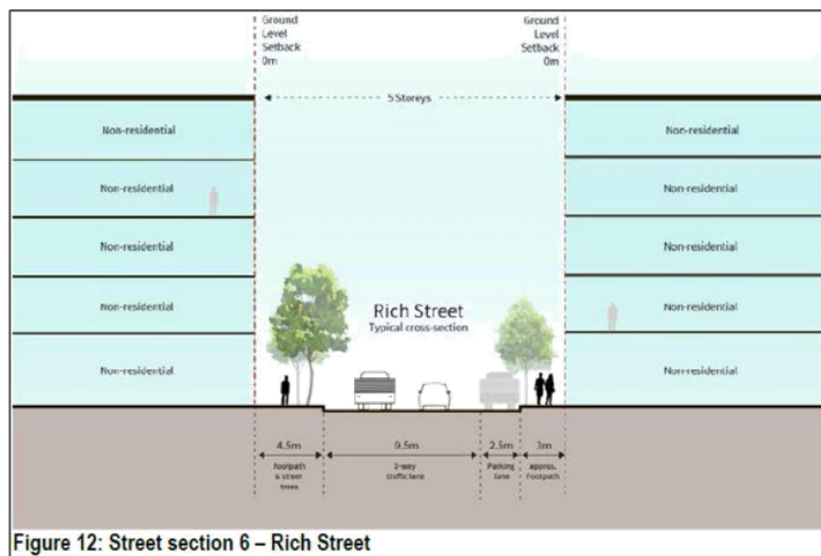 Ground
Level
Setback
0m
Ground
Level
Setback
0m
5 Storeys
Non-residential
Non-residential
Non-residential
Non-residential
Non-residential
Non-residential
Non-residential
Non-residential
Non-residential
Non-residential
Rich Street
Typical cross-section
4.5m
footpath
& street
trees
9.5m
2-way
traffic lane
2.5m
Parking
lane
3m
approx.
Footpath
Figure 12: Street section 6 – Rich Street